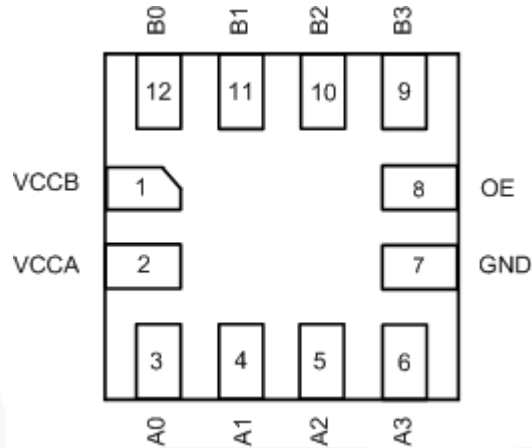 B0 B1 B2 B3
12 11 10 9
VCCB 1 8 OE
VCCA 2 7 GND
3 4 5 6
A0 A1 A2 A3